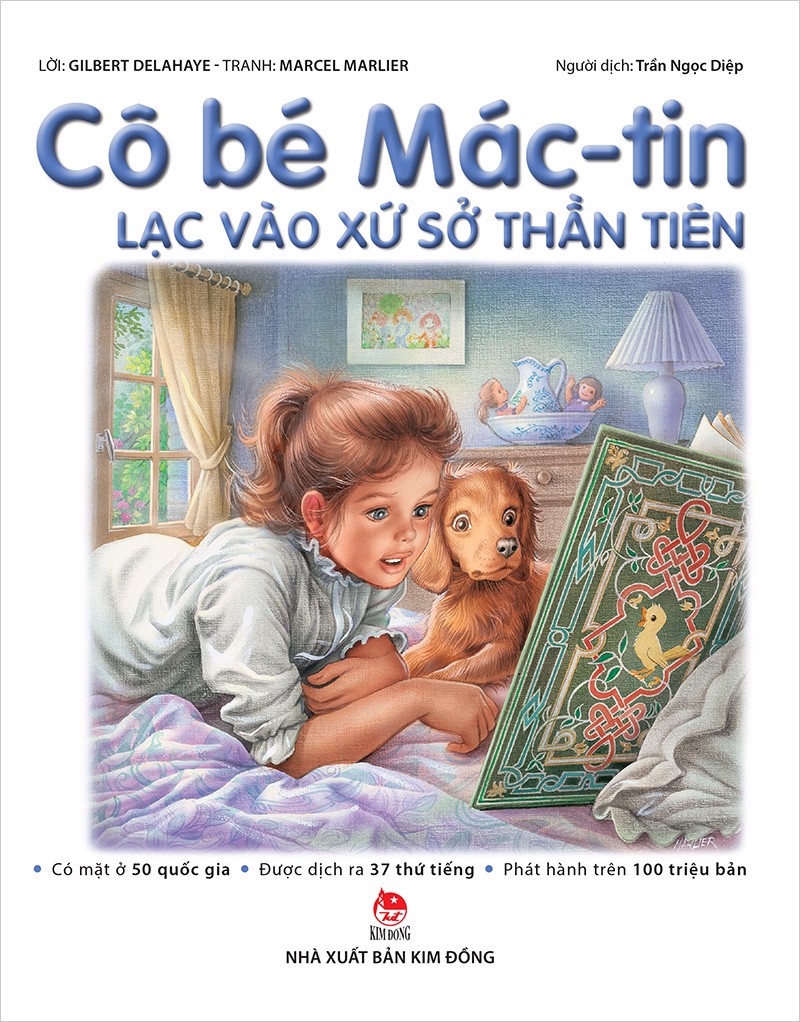 LỜI: GILBERT DELAHAYE - TRANH: MARCEL MARLIER
Người dịch: Trần Ngọc Diệp
Cô bé Mác-tin
LẠC VÀO XỨ SỞ THẦN TIÊN
MARLIER
• Có mặt ở 50 quốc gia • Được dịch ra 37 thứ tiếng • Phát hành trên 100 triệu bản
KIM ĐỒNG
NHÀ XUẤT BẢN KIM ĐỒNG